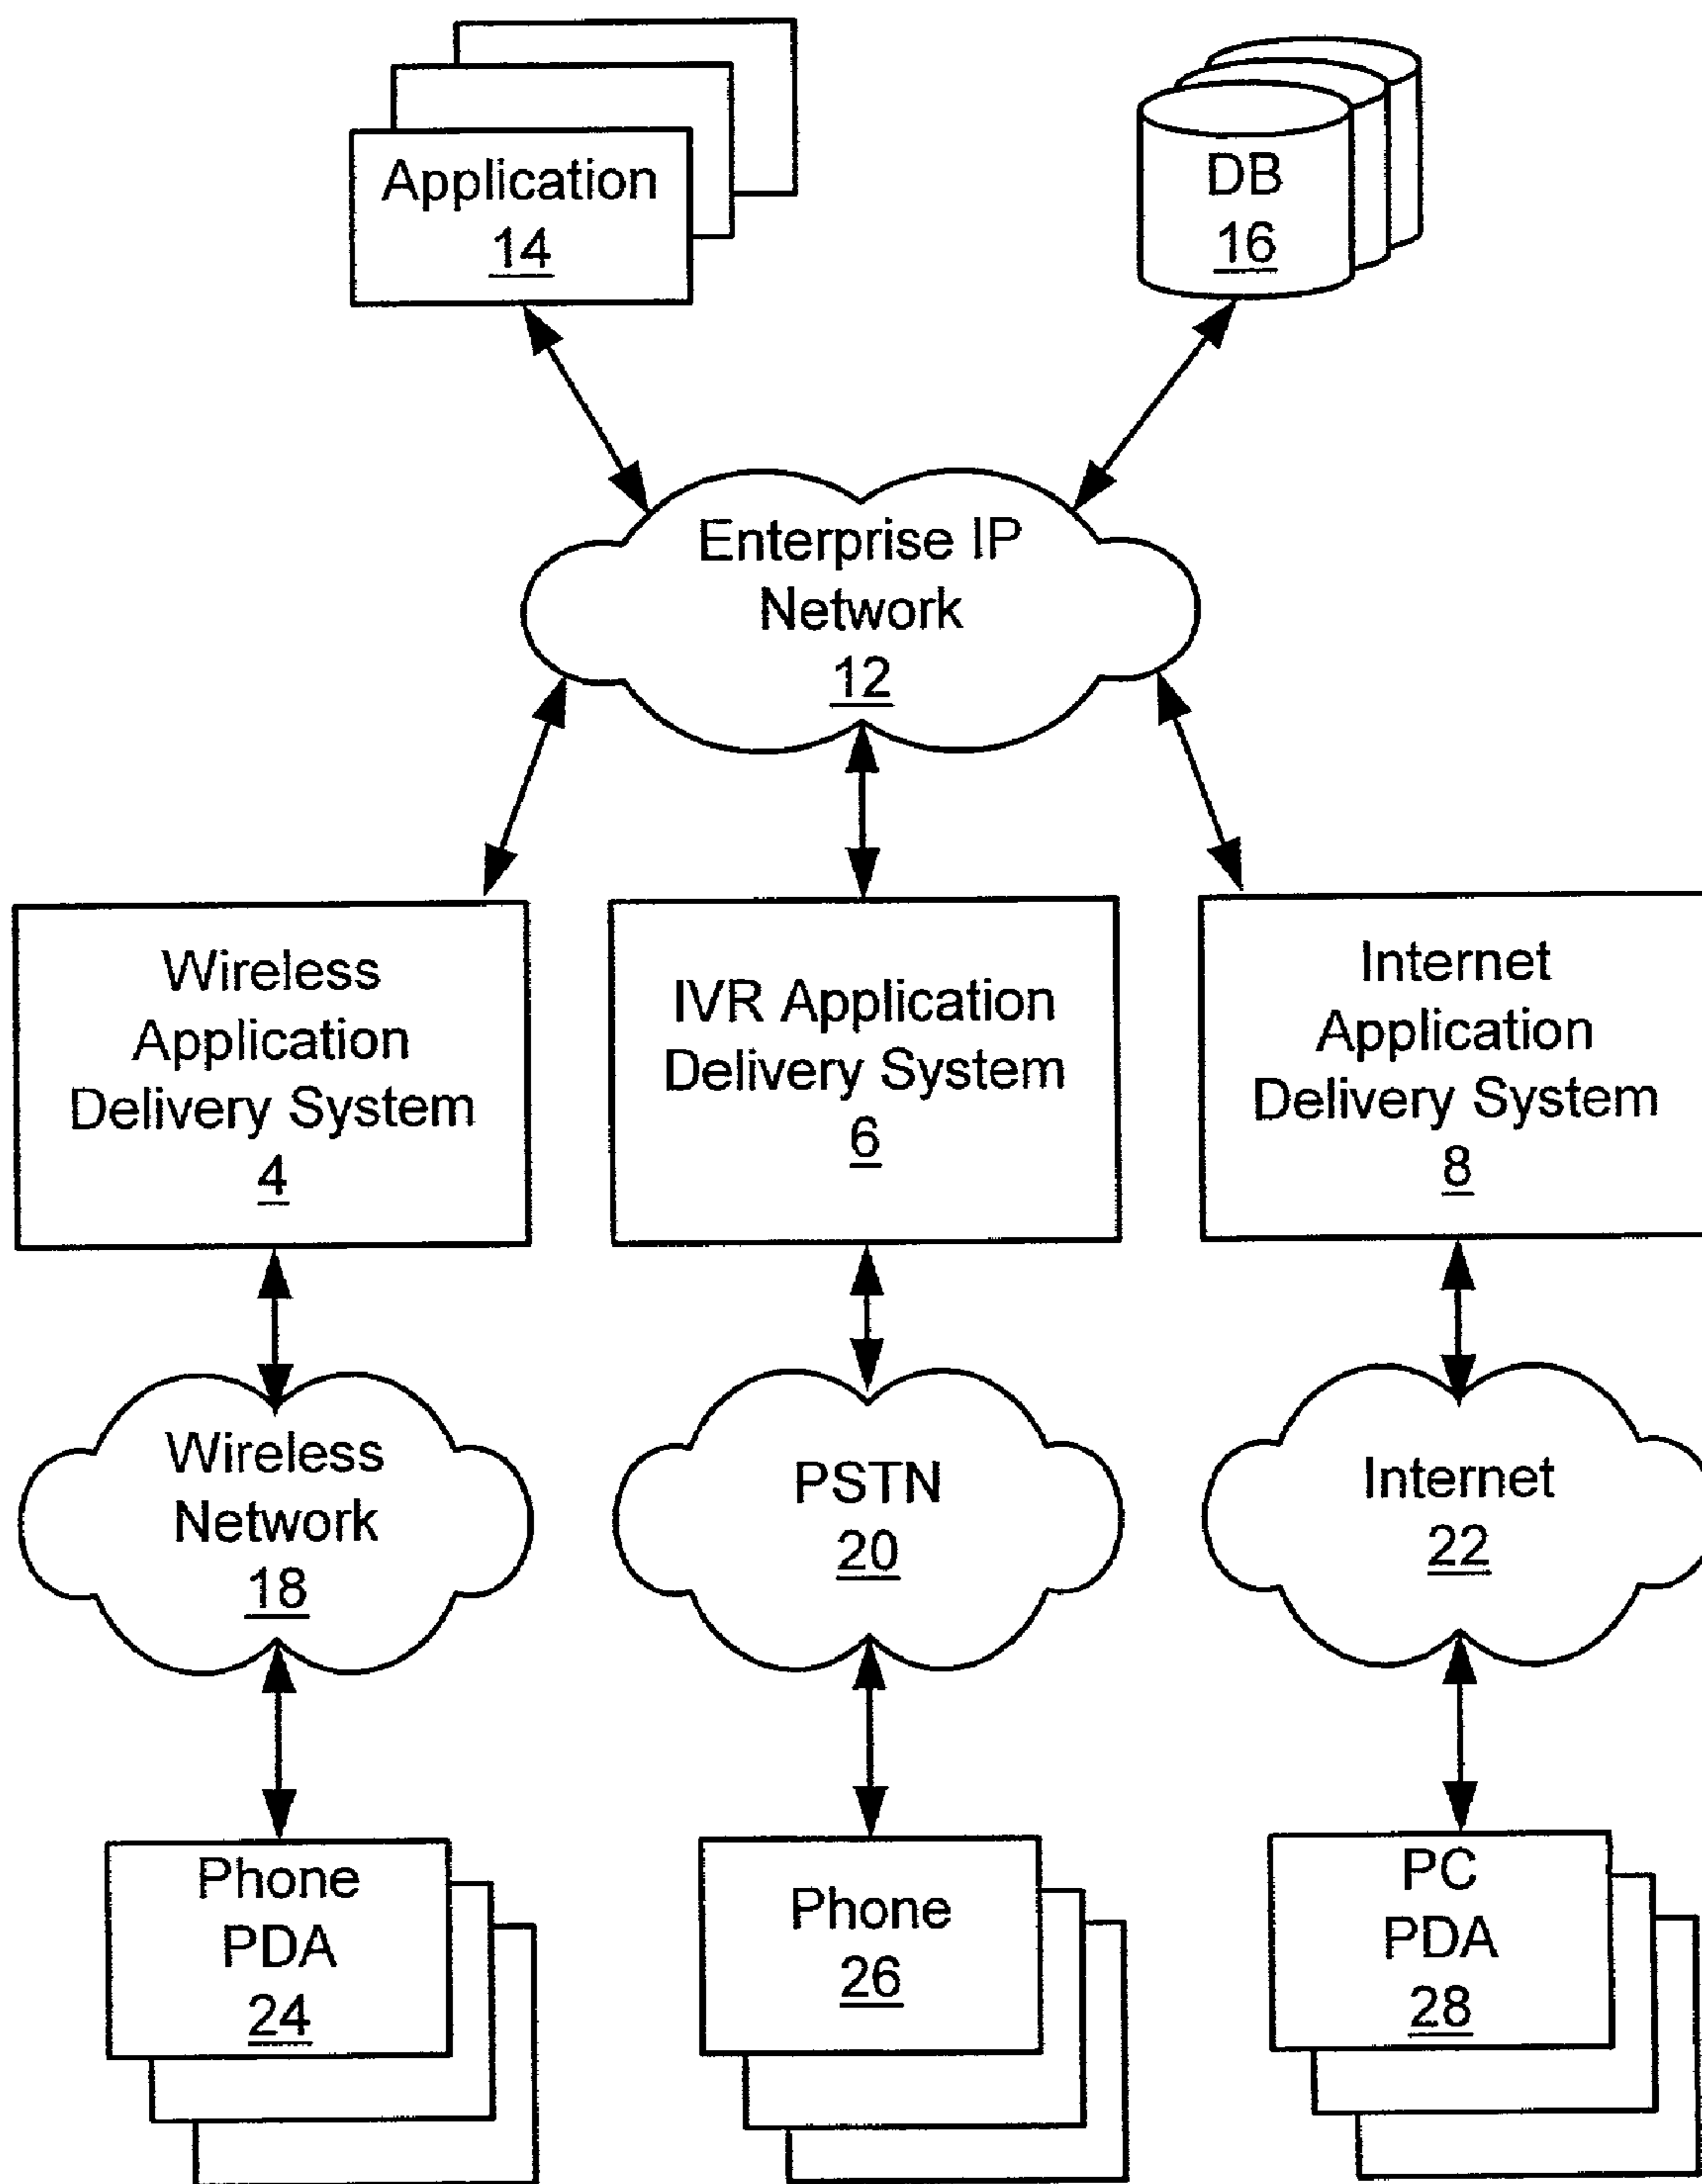 Application
14
DB
16
Enterprise IP
Network
12
Wireless
Application
Delivery System
4
IVR Application
Delivery System
6
Internet
Application
Delivery System
8
Wireless
Network
18
PSTN
20
Internet
22
Phone
PDA
24
Phone
26
PC
PDA
28